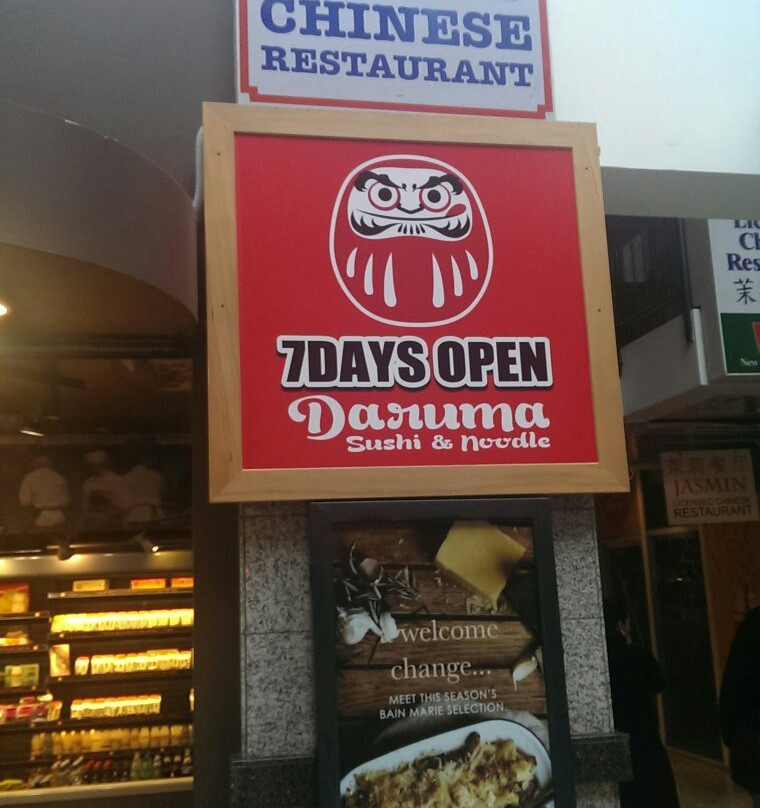 CHINESE
RESTAURANT
7DAYS OPEN
Daruma
Sushi & Noodle
welcome
change...
MEET THIS SEASON'S
BAIN MARIE SELECTION.
茉
JASMIN
LICENSED CHINESE
RESTAURANT